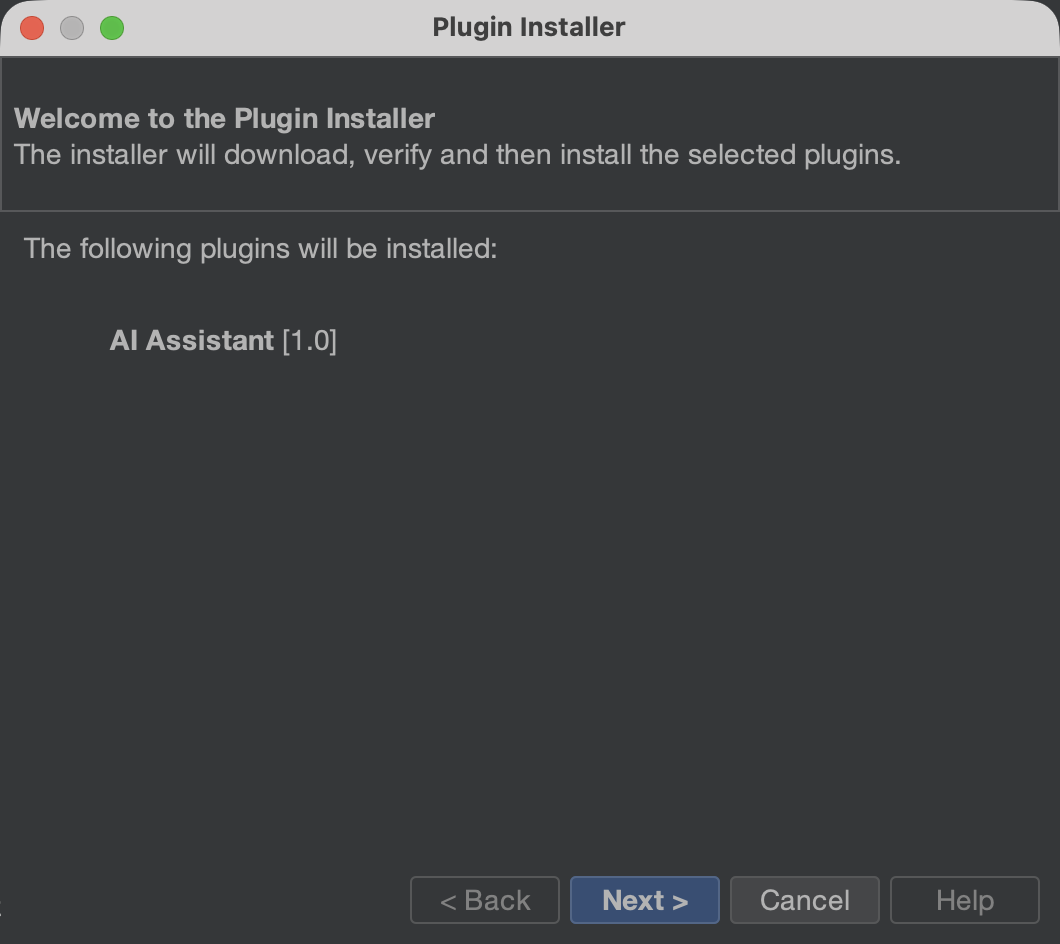 Plugin Installer
Welcome to the Plugin Installer
The installer will download, verify and then install the selected plugins.
The following plugins will be installed:
AI Assistant [1.0]
< Back
Next >
Cancel
Help